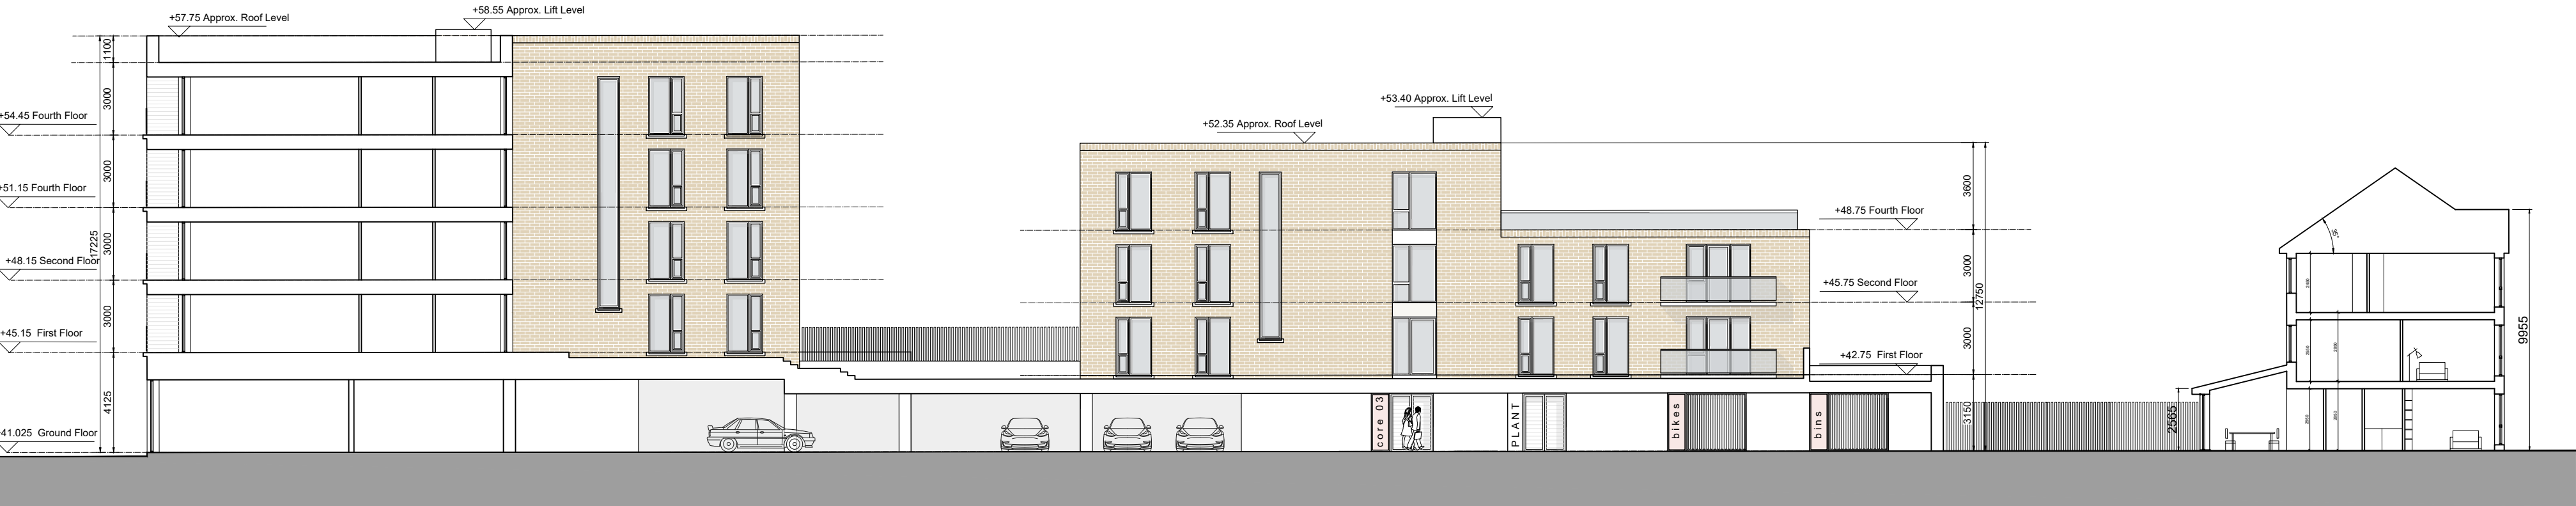 +57.75 Approx. Roof Level
+58.55 Approx. Lift Level
1100
3000
+54.45 Fourth Floor
3000
+51.15 Fourth Floor
3000
17225
+48.15 Second Floor
3000
+45.15 First Floor
4125
+41.025 Ground Floor
+53.40 Approx. Lift Level
+52.35 Approx. Roof Level
3600
+48.75 Fourth Floor
3000
12750
+45.75 Second Floor
3000
+42.75 First Floor
3150
core 03
PLANT
bikes
bins
2565
9955